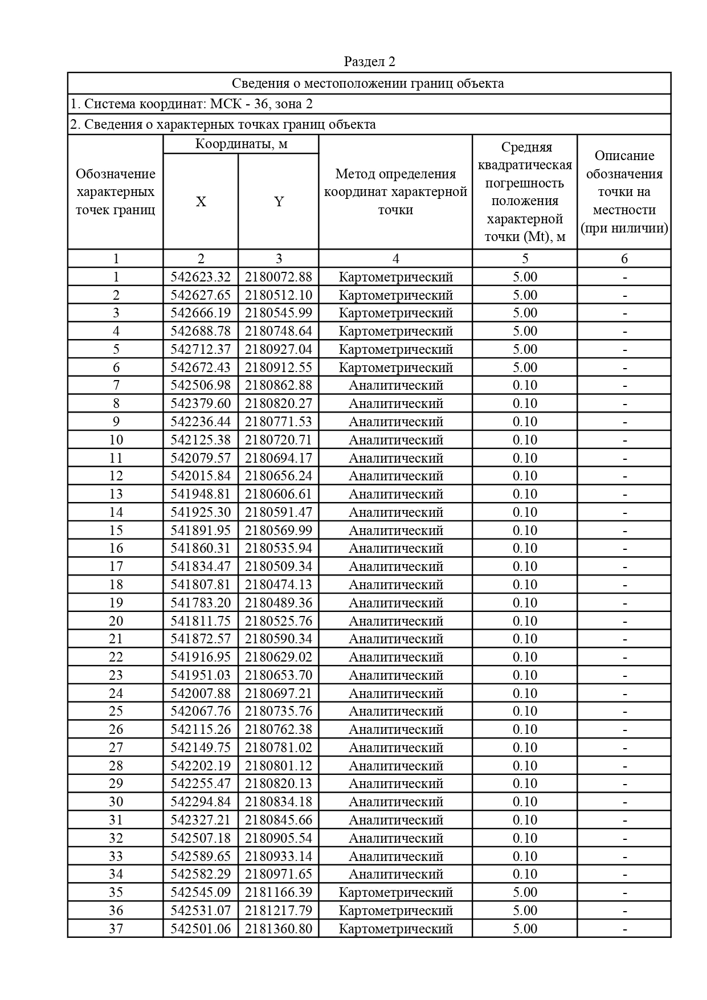 Раздел 2
Сведения о местоположении границ объекта
1. Система координат: МСК - 36, зона 2
2. Сведения о характерных точках границ объекта
Обозначение характерных точек границ
Координаты, м
X
Y
Метод определения координат характерной точки
Средняя квадратическая погрешность положения характерной точки (Mt), м
Описание обозначения точки на местности (при ниличии)
1 2 3 4 5 6
1 542623.32 2180072.88 Картометрический 5.00 -
2 542627.65 2180512.10 Картометрический 5.00 -
3 542666.19 2180545.99 Картометрический 5.00 -
4 542688.78 2180748.64 Картометрический 5.00 -
5 542712.37 2180927.04 Картометрический 5.00 -
6 542672.43 2180912.55 Картометрический 5.00 -
7 542506.98 2180862.88 Аналитический 0.10 -
8 542379.60 2180820.27 Аналитический 0.10 -
9 542236.44 2180771.53 Аналитический 0.10 -
10 542125.38 2180720.71 Аналитический 0.10 -
11 542079.57 2180694.17 Аналитический 0.10 -
12 542015.84 2180656.24 Аналитический 0.10 -
13 541948.81 2180606.61 Аналитический 0.10 -
14 541925.30 2180591.47 Аналитический 0.10 -
15 541891.95 2180569.99 Аналитический 0.10 -
16 541860.31 2180535.94 Аналитический 0.10 -
17 541834.47 2180509.34 Аналитический 0.10 -
18 541807.81 2180474.13 Аналитический 0.10 -
19 541783.20 2180489.36 Аналитический 0.10 -
20 541811.75 2180525.76 Аналитический 0.10 -
21 541872.57 2180590.34 Аналитический 0.10 -
22 541916.95 2180629.02 Аналитический 0.10 -
23 541951.03 2180653.70 Аналитический 0.10 -
24 542007.88 2180697.21 Аналитический 0.10 -
25 542067.76 2180735.76 Аналитический 0.10 -
26 542115.26 2180762.38 Аналитический 0.10 -
27 542149.75 2180781.02 Аналитический 0.10 -
28 542202.19 2180801.12 Аналитический 0.10 -
29 542255.47 2180820.13 Аналитический 0.10 -
30 542294.84 2180834.18 Аналитический 0.10 -
31 542327.21 2180845.66 Аналитический 0.10 -
32 542507.18 2180905.54 Аналитический 0.10 -
33 542589.65 2180933.14 Аналитический 0.10 -
34 542582.29 2180971.65 Аналитический 0.10 -
35 542545.09 2181166.39 Картометрический 5.00 -
36 542531.07 2181217.79 Картометрический 5.00 -
37 542501.06 2181360.80 Картометрический 5.00 -